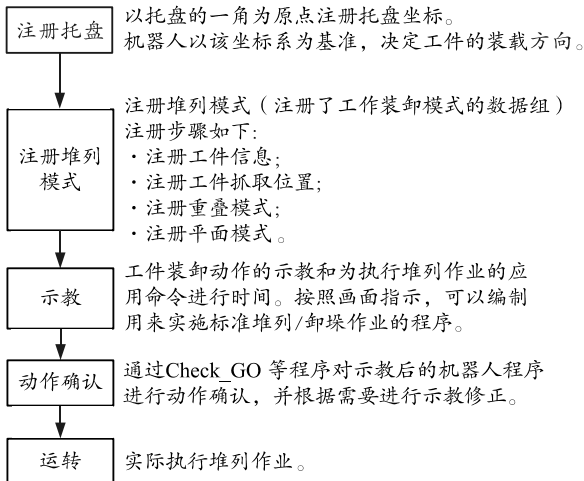 注册托盘
以托盘的一角为原点注册托盘坐标。
机器人以该坐标系为基准，决定工件的装载方向。
注册堆列
模式
注册堆列模式（注册了工作装卸模式的数据组）
注册步骤如下:
·注册工件信息;
·注册工件抓取位置;
·注册重叠模式;
·注册平面模式。
示教
工件装卸动作的示教和为执行堆列作业的应
用命令进行时间。按照画面指示，可以编制
用来实施标准堆列/卸垛作业的程序。
动作确认
通过Check_GO 等程序对示教后的机器人程序
进行动作确认，并根据需要进行示教修正。
运转
实际执行堆列作业。